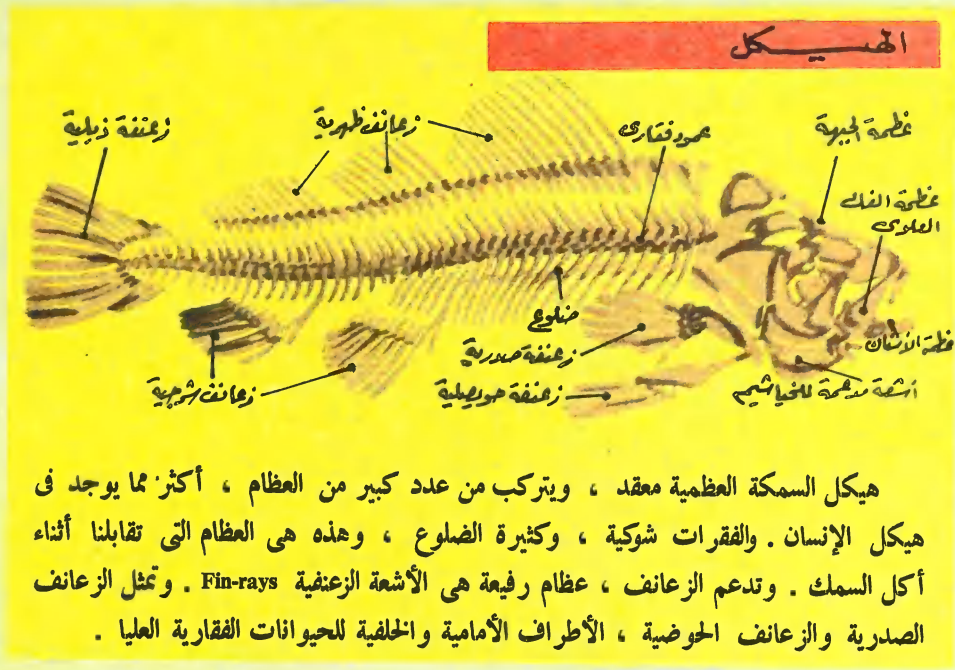 الهيكل
زعنفة ذيلية
زعانف ظهرية
عمود فقارى
عظمة الجبهة
عظمة الفك
العلوى
عظمة الأسنان
ضلوع
زعنفة صدرية
زعنفة حويصلية
زعانف شرجية
أشعة مدعمة للخياشيم
هيكل السمكة العظمية معقد ، ويتركب من عدد كبير من العظام ، أكثر مما يوجد فى
هيكل الإنسان . والفقرات شوكية ، وكثيرة الضلوع ، وهذه هى العظام التى تقابلنا أثناء
أكل السمك . وتدعم الزعانف ، عظام رفيعة هى الأشعة الزعنفية Fin-rays . وتمثل الزعانف
الصدرية والزعانف الحوضية ، الأطراف الأمامية والخلفية للحيوانات الفقارية العليا .